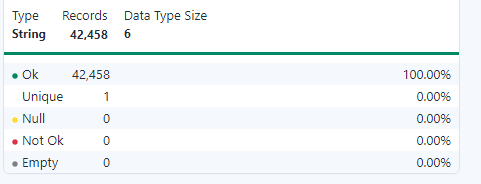 Type Records Data Type Size
String 42,458 6
Ok 42,458 100.00%
Unique 1 0.00%
Null 0 0.00%
Not Ok 0 0.00%
Empty 0 0.00%